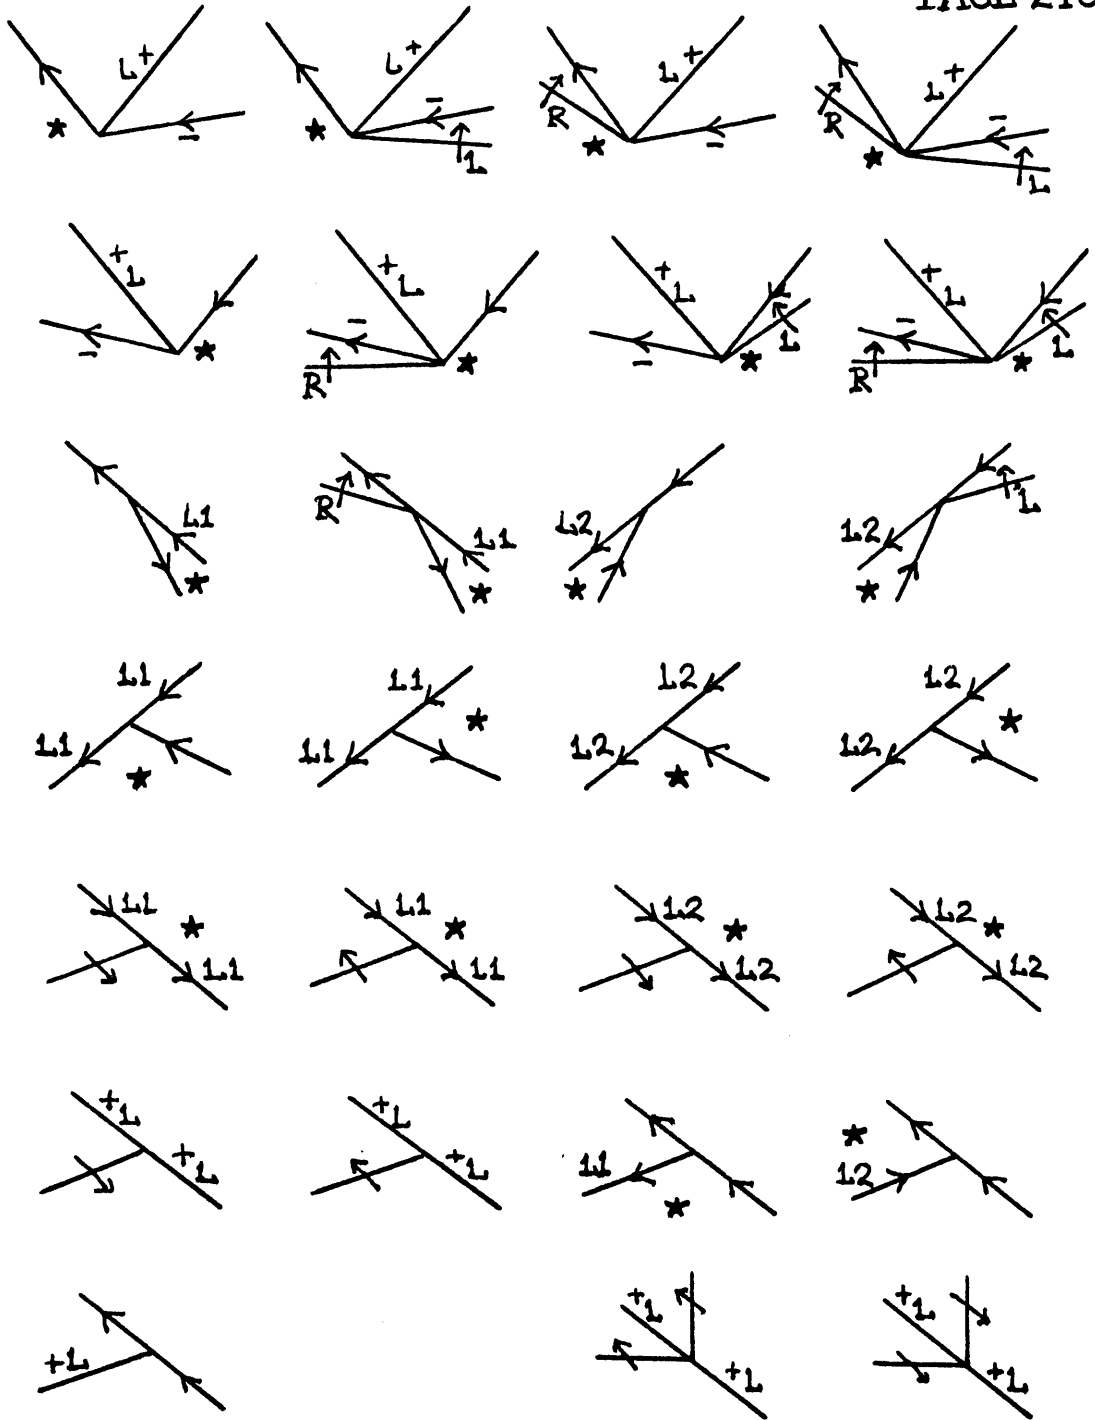 L + L + L + L +
- - - -
R R
L L
+ L + L + L + L
- - - -
R L R L
L1 R L1 L2 L2 L
L1 L1 L2 L2
L1 L1 L2 L2
L1 L1 L2 L2
L1 L1 L2 L2
+L +L
+L +L L1 L2
+L +L +L
+L +L